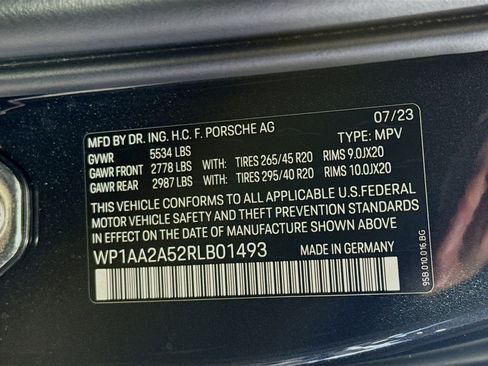 07/23
MFD BY DR. ING. H.C. F. PORSCHE AG
GVWR 5534 LBS TYPE: MPV
GAWR FRONT 2778 LBS WITH: TIRES 265/45 R20 RIMS 9.0JX20
GAWR REAR 2987 LBS WITH: TIRES 295/40 R20 RIMS 10.0JX20
THIS VEHICLE CONFORMS TO ALL APPLICABLE U.S.FEDERAL
MOTOR VEHICLE SAFETY AND THEFT PREVENTION STANDARDS
IN EFFECT ON THE DATE OF MANUFACTURE SHOWN ABOVE.
WP1AA2A52RLB01493 MADE IN GERMANY
95B.010.016.BG